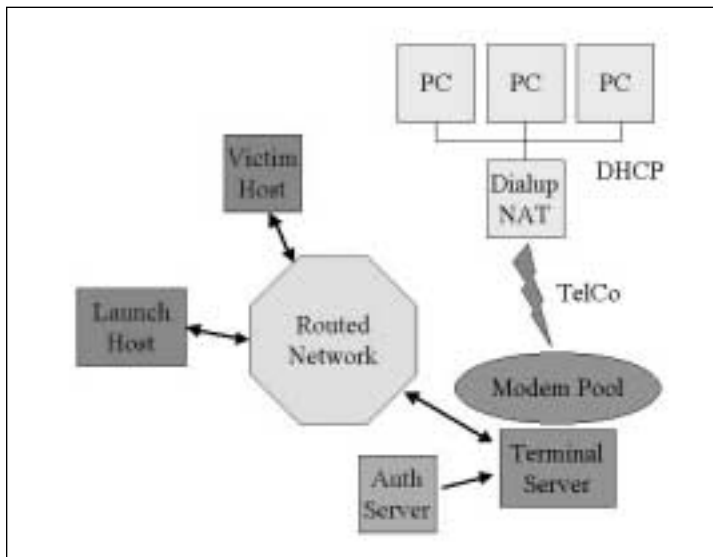 PC
PC
PC
Victim
Host
Dialup
NAT
DHCP
TelCo
Launch
Host
Routed
Network
Modem Pool
Terminal
Server
Auth
Server